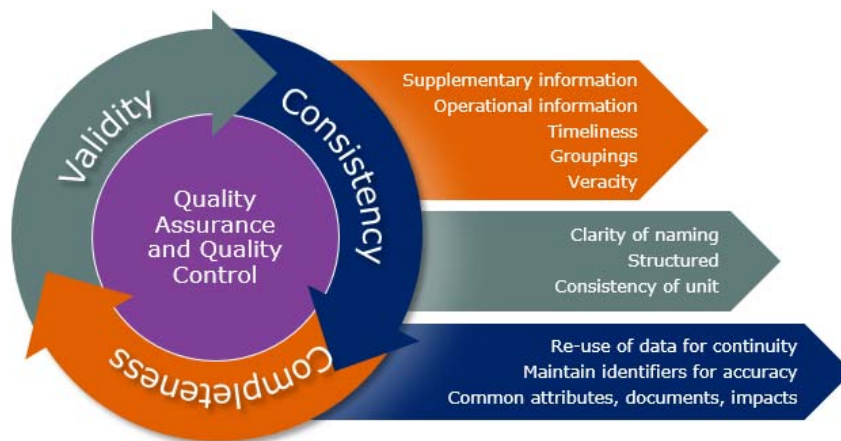 Validity
Consistency
Completeness
Quality
Assurance
and Quality
Control
Supplementary information
Operational information
Timeliness
Groupings
Veracity
Clarity of naming
Structured
Consistency of unit
Re-use of data for continuity
Maintain identifiers for accuracy
Common attributes, documents, impacts